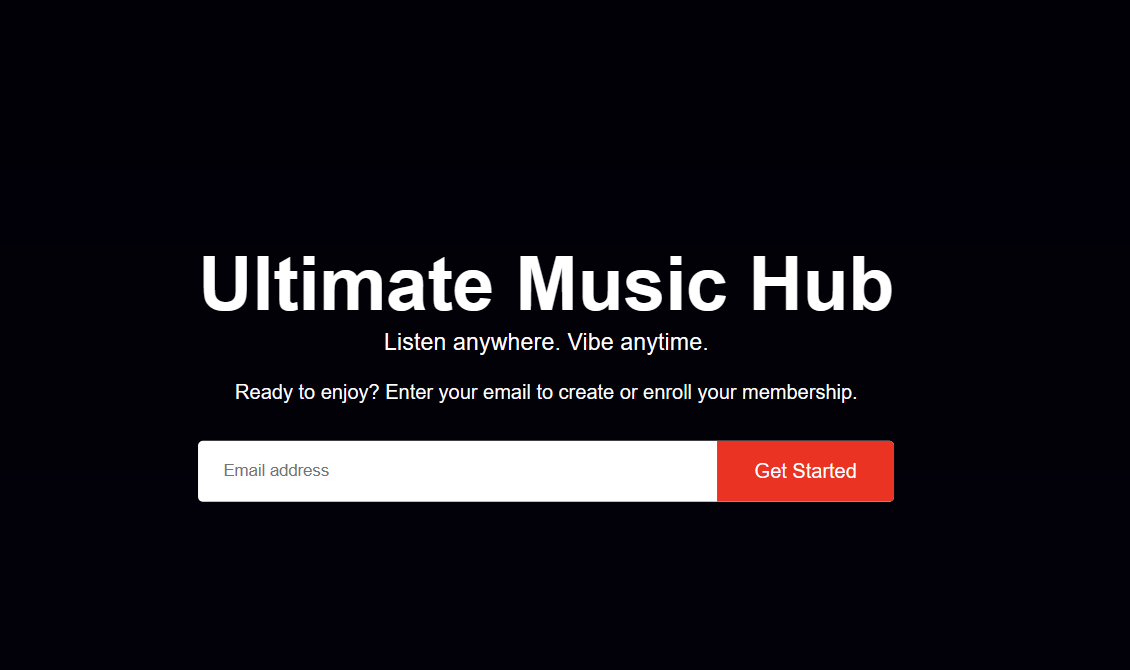 Ultimate Music Hub
Listen anywhere. Vibe anytime.
Ready to enjoy? Enter your email to create or enroll your membership.
Email address
Get Started